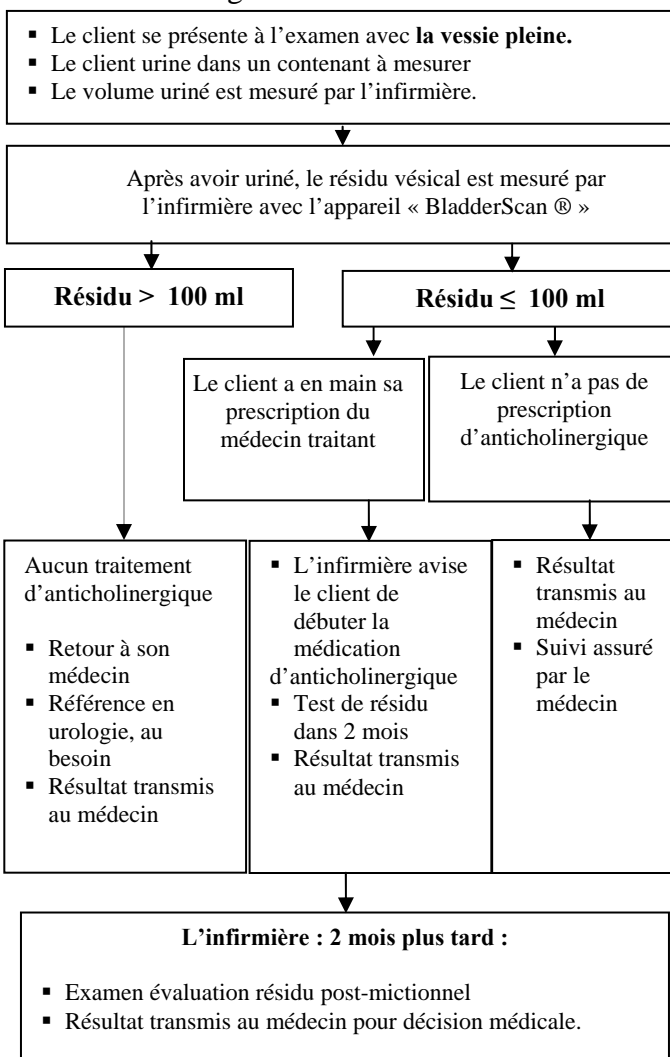 ▪ Le client se présente à l'examen avec la vessie pleine.
▪ Le client urine dans un contenant à mesurer
▪ Le volume uriné est mesuré par l'infirmière.
Après avoir uriné, le résidu vésical est mesuré par
l'infirmière avec l'appareil « BladderScan ® »
Résidu > 100 ml
Résidu ≤ 100 ml
Le client a en main sa
prescription du
médecin traitant
Le client n'a pas de
prescription
d'anticholinergique
Aucun traitement
d'anticholinergique
▪ Retour à son
médecin
▪ Référence en
urologie, au
besoin
▪ Résultat transmis
au médecin
▪ L'infirmière avise
le client de
débuter la
médication
d'anticholinergique
▪ Test de résidu
dans 2 mois
▪ Résultat transmis
au médecin
▪ Résultat
transmis au
médecin
▪ Suivi assuré
par le
médecin
L'infirmière : 2 mois plus tard :
▪ Examen évaluation résidu post-mictionnel
▪ Résultat transmis au médecin pour décision médicale.